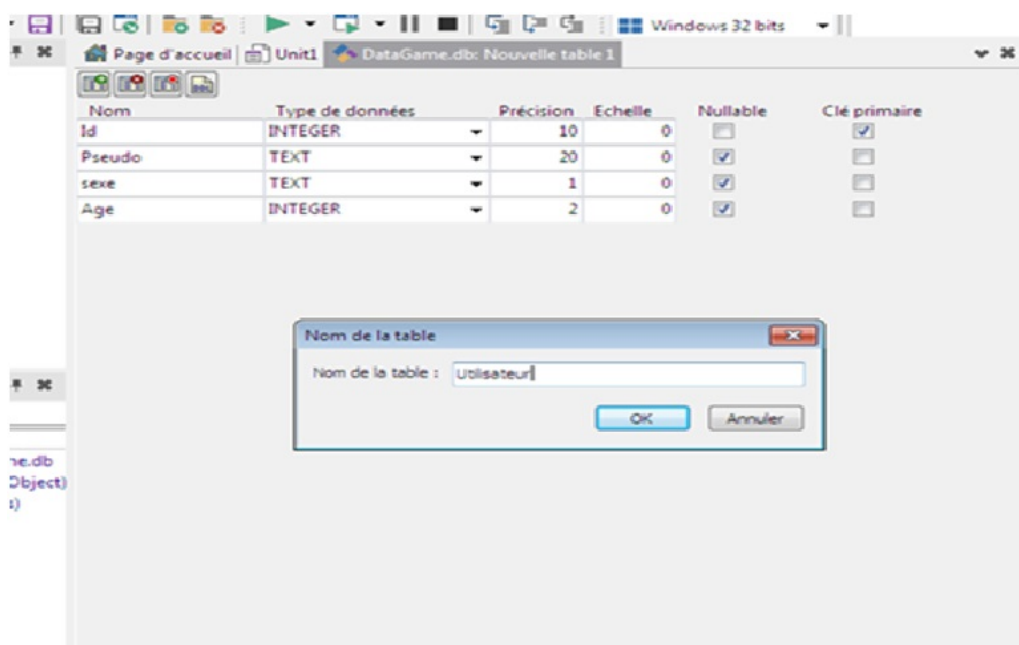 Windows 32 bits
Page d'accueil Unit1 DataGame.db: Nouvelle table 1
Nom Type de données Précision Echelle Nullable Clé primaire
Id INTEGER 10 0
Pseudo TEXT 20 0
sexe TEXT 1 0
Age INTEGER 2 0
Nom de la table
Nom de la table : Utilisateur
OK Annuler
me.db
Object)
s)